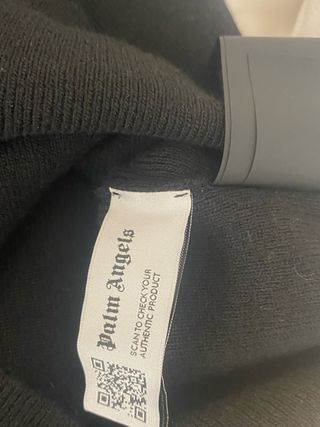 Palm Angels
SCAN TO CHECK YOUR
AUTHENTIC PRODUCT